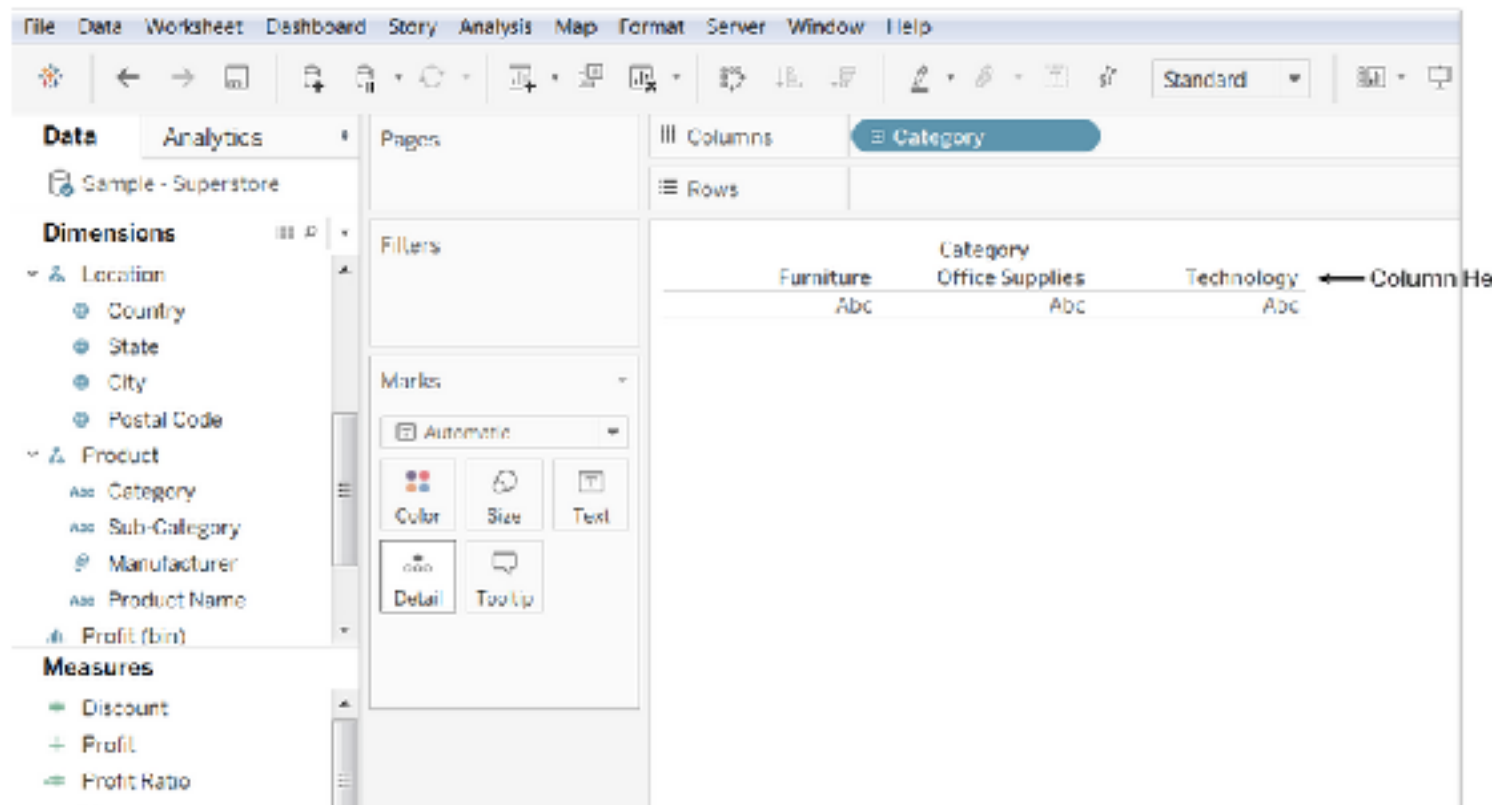 File Data Worksheet Dashboard Story Analysis Map Format Server Window Help
Standard
Data Analytics
Sample - Superstore
Dimensions
Location
Country
State
City
Postal Code
Product
Abc Category
Abc Sub-Category
Manufacturer
Abc Product Name
Profit (bin)
Measures
Discount
Profit
Profit Ratio
Pages
Filters
Marks
Automatic
Color Size Text
Detail Tooltip
Columns Category
Rows
Category
Furniture Office Supplies Technology Column He
Abc Abc Abc